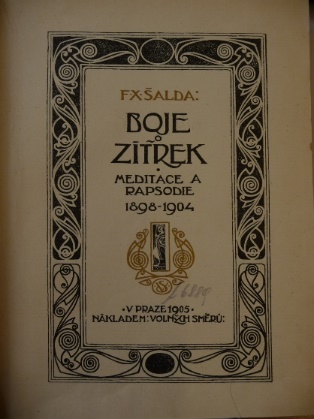 F.X.ŠALDA:
BOJE
O
ZÍTŘEK
MEDITACE A
RAPSODIE
1898-1904
• V PRAZE 1905 •
NÁKLADEM: VOLNÝCH SMĚRŮ: